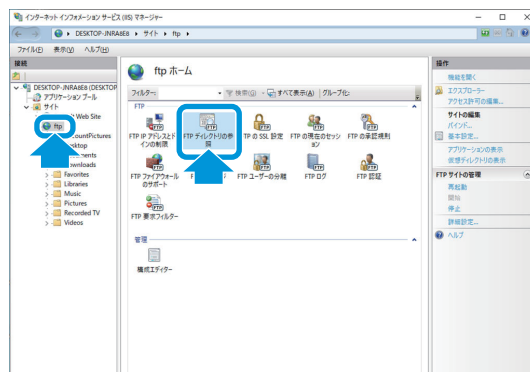 インターネット インフォメーション サービス (IIS) マネージャー
DESKTOP-JNRA8E8 ▸ サイト ▸ ftp ▸
ファイル(F) 表示(V) ヘルプ(H)
接続
DESKTOP-JNRA8E8 (DESKTOP
アプリケーション プール
サイト
Web Site
ftp
ountPictures
sktop
ments
wnloads
Favorites
Libraries
Music
Pictures
Recorded TV
Videos
ftp ホーム
フィルター: 検索(G) すべて表示(A) グループ化:
FTP
FTP IP アドレスとド
インの制限
FTP ディレクトリの参
照
TP の SSL 設定
FTP の現在のセッシ
ョン
FTP の承認規則
FTP ファイアウォール
のサポート
FTP ユーザーの分離
FTP ログ
FTP 認証
FTP 要求フィルター
管理
構成エディター
操作
機能を開く
エクスプローラー
アクセス許可の編集...
サイトの編集
バインド...
基本設定...
アプリケーションの表示
仮想ディレクトリの表示
FTP サイトの管理
再起動
開始
停止
詳細設定...
ヘルプ